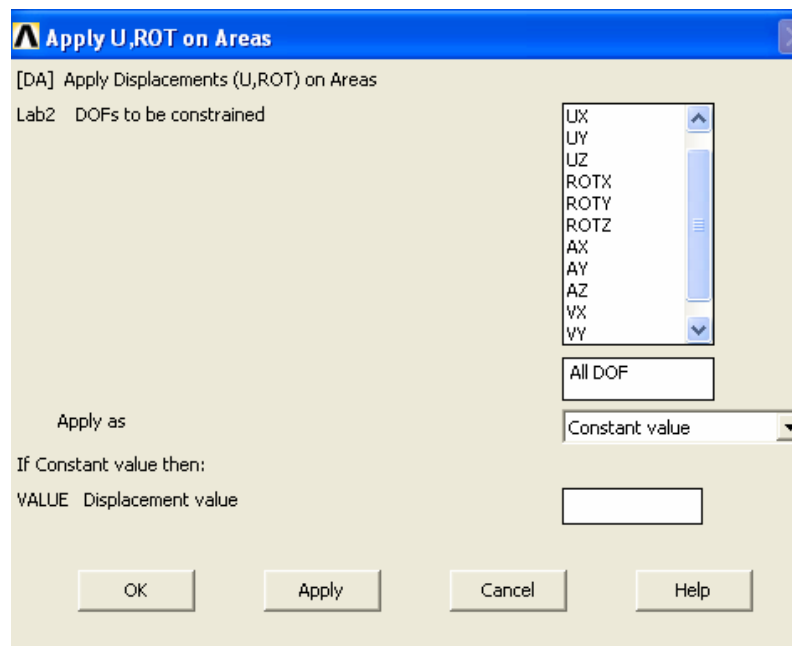 Apply U,ROT on Areas
[DA] Apply Displacements (U,ROT) on Areas
Lab2 DOFs to be constrained
UX
UY
UZ
ROTX
ROTY
ROTZ
AX
AY
AZ
VX
VY
All DOF
Apply as
Constant value
If Constant value then:
VALUE Displacement value
OK Apply Cancel Help